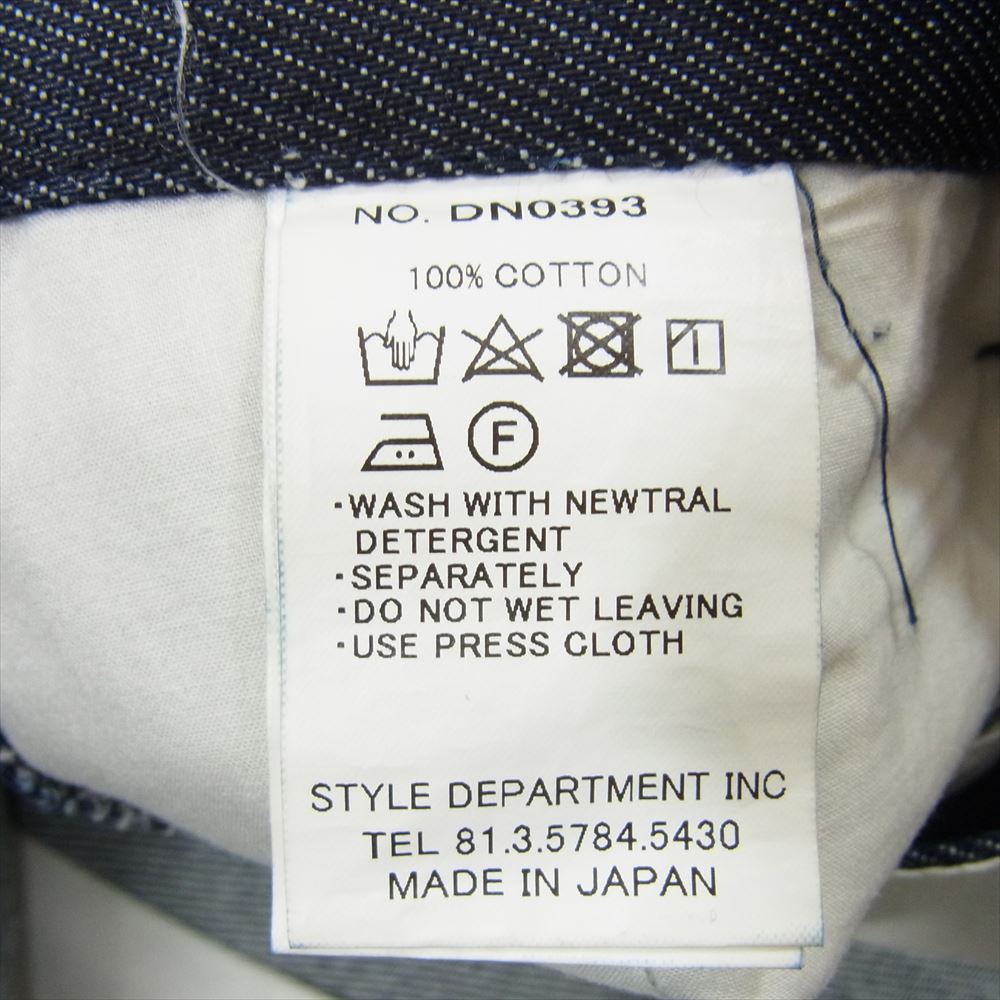 NO. DN0393
100% COTTON
F
·WASH WITH NEWTRAL
DETERGENT
·SEPARATELY
·DO NOT WET LEAVING
·USE PRESS CLOTH
STYLE DEPARTMENT INC
TEL 81.3.5784.5430
MADE IN JAPAN